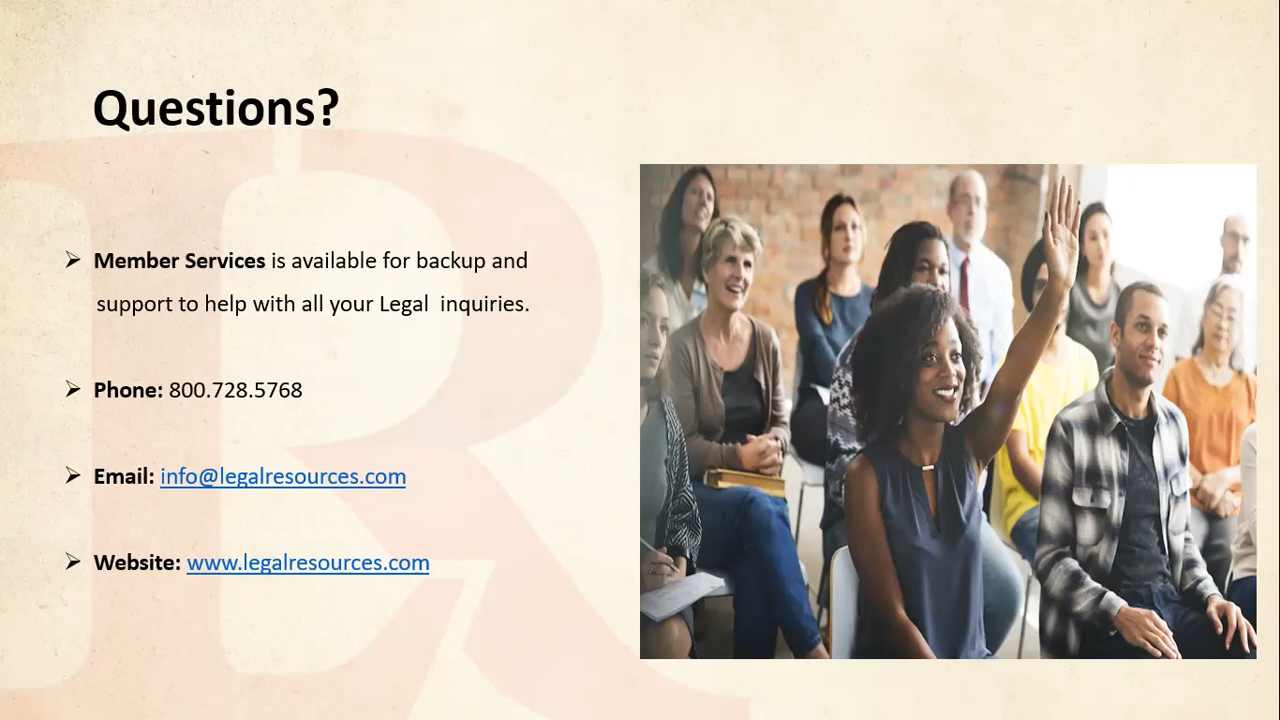 Questions?
➢ Member Services is available for backup and
support to help with all your Legal  inquiries.
➢ Phone: 800.728.5768
➢ Email: info@legalresources.com
➢ Website: www.legalresources.com